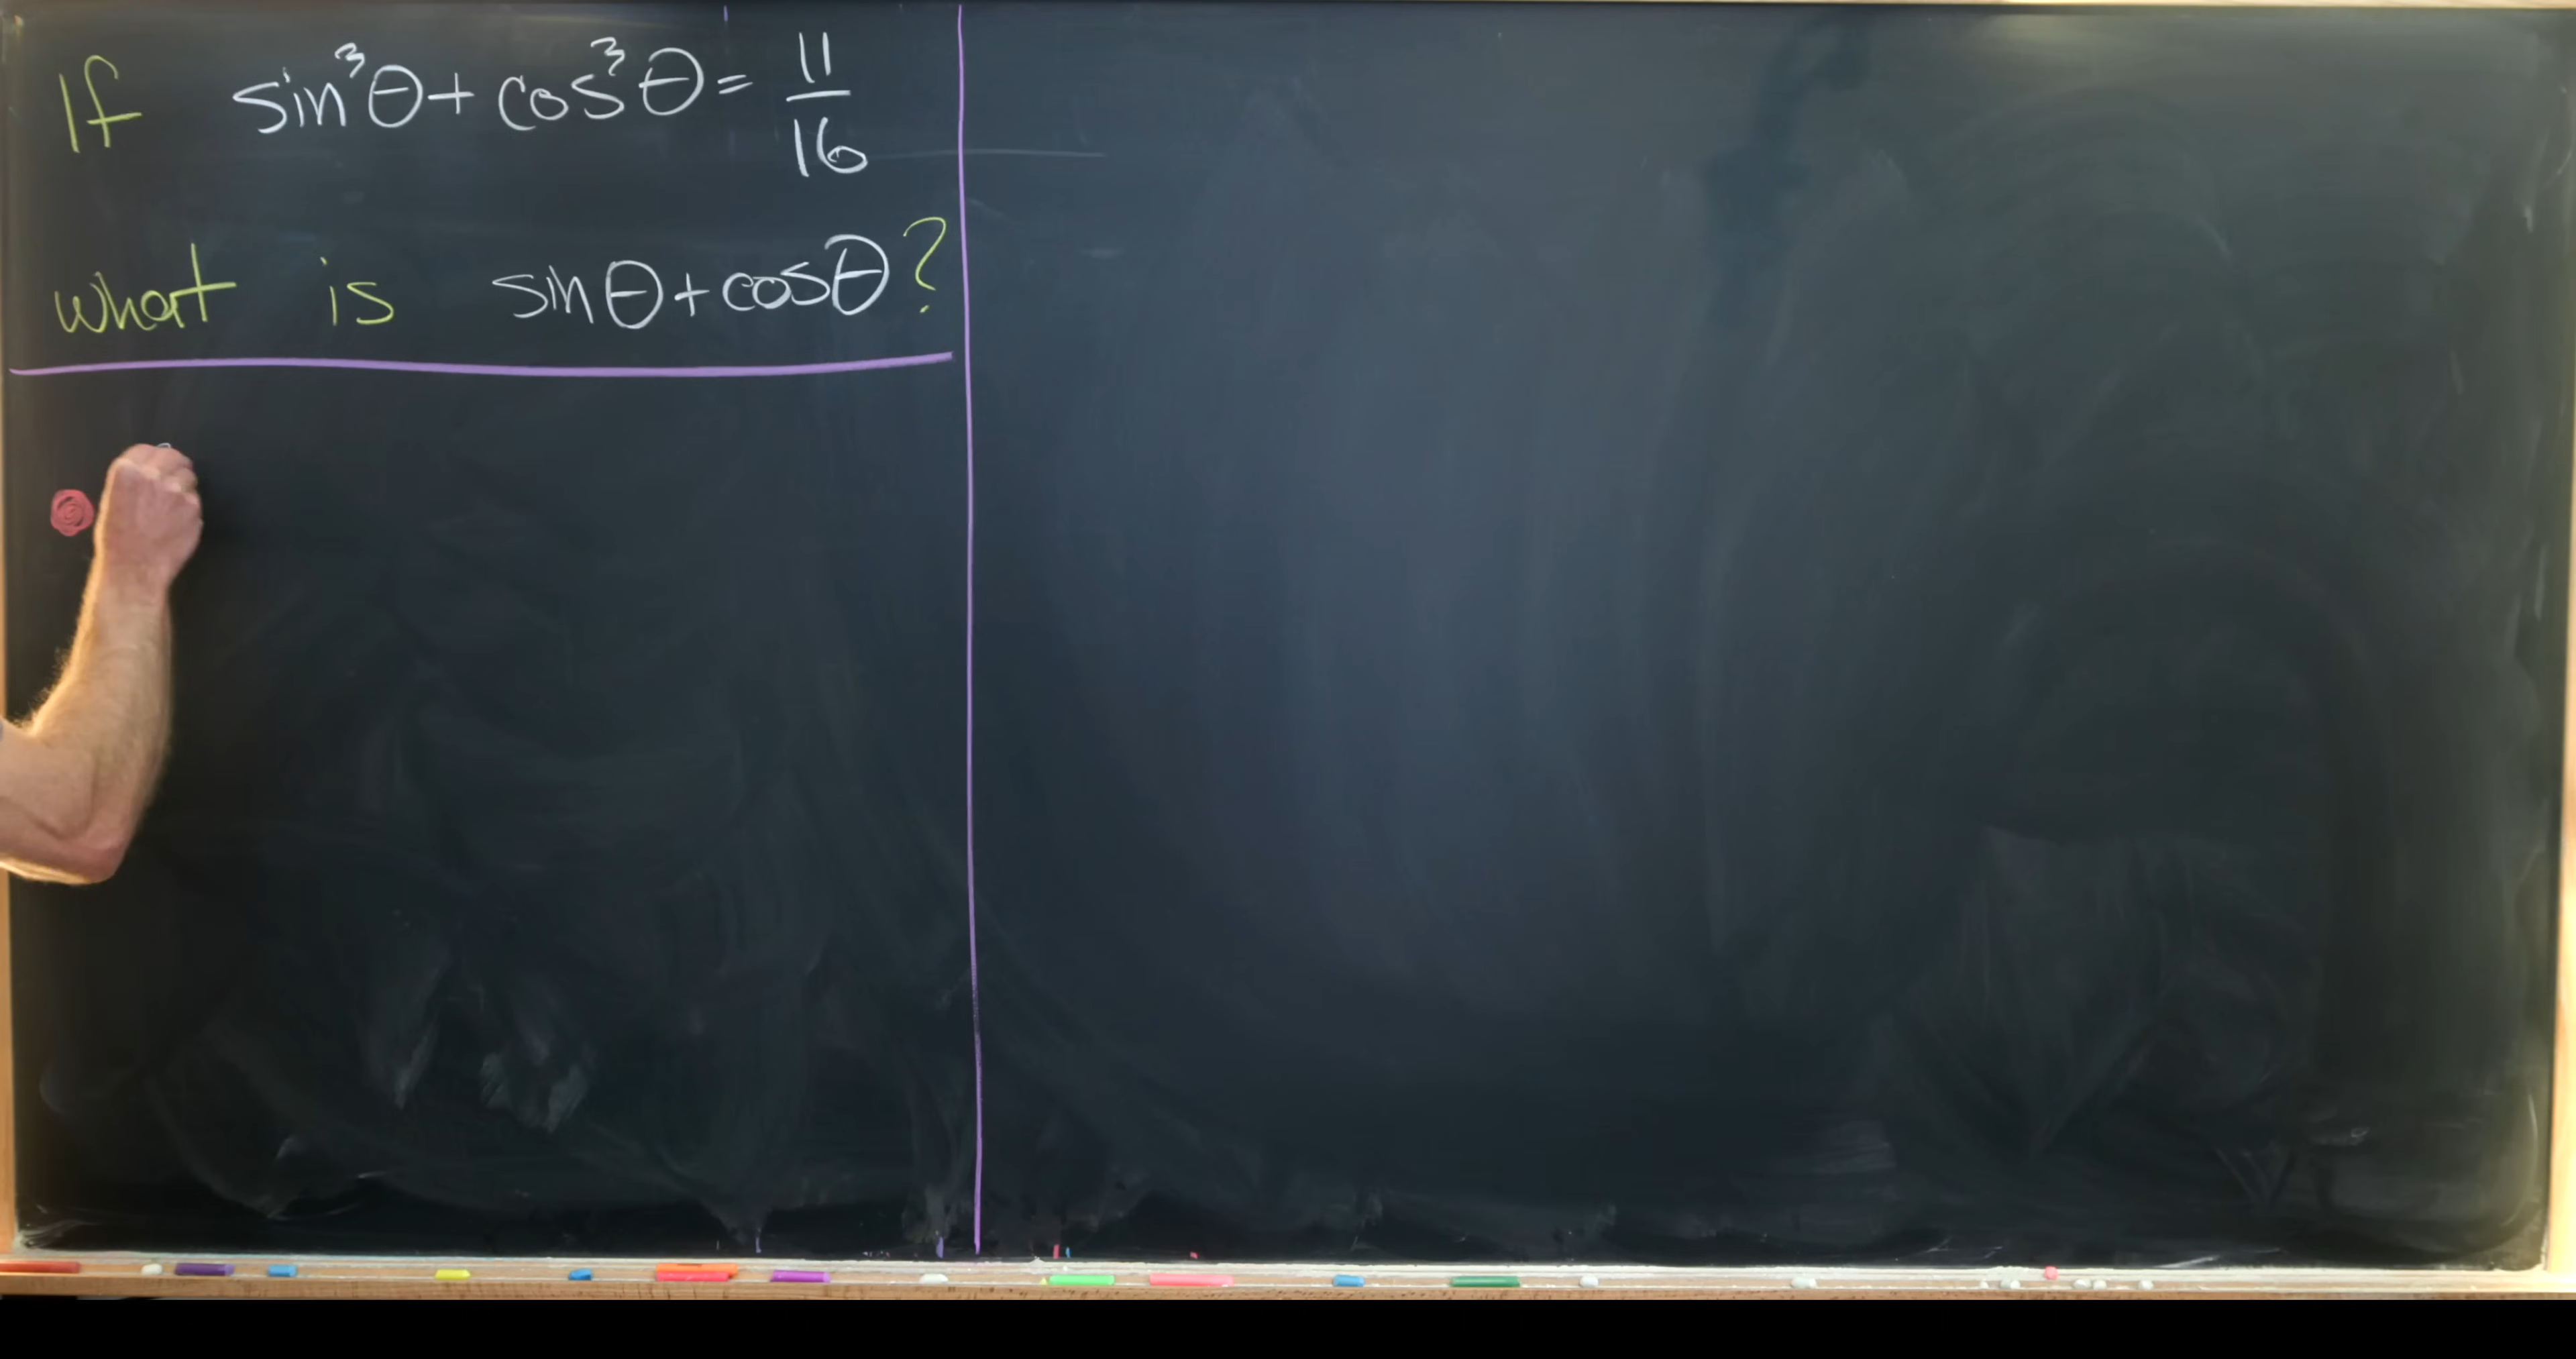 If sin³θ + cos³θ = 11/16
what is sinθ + cosθ?